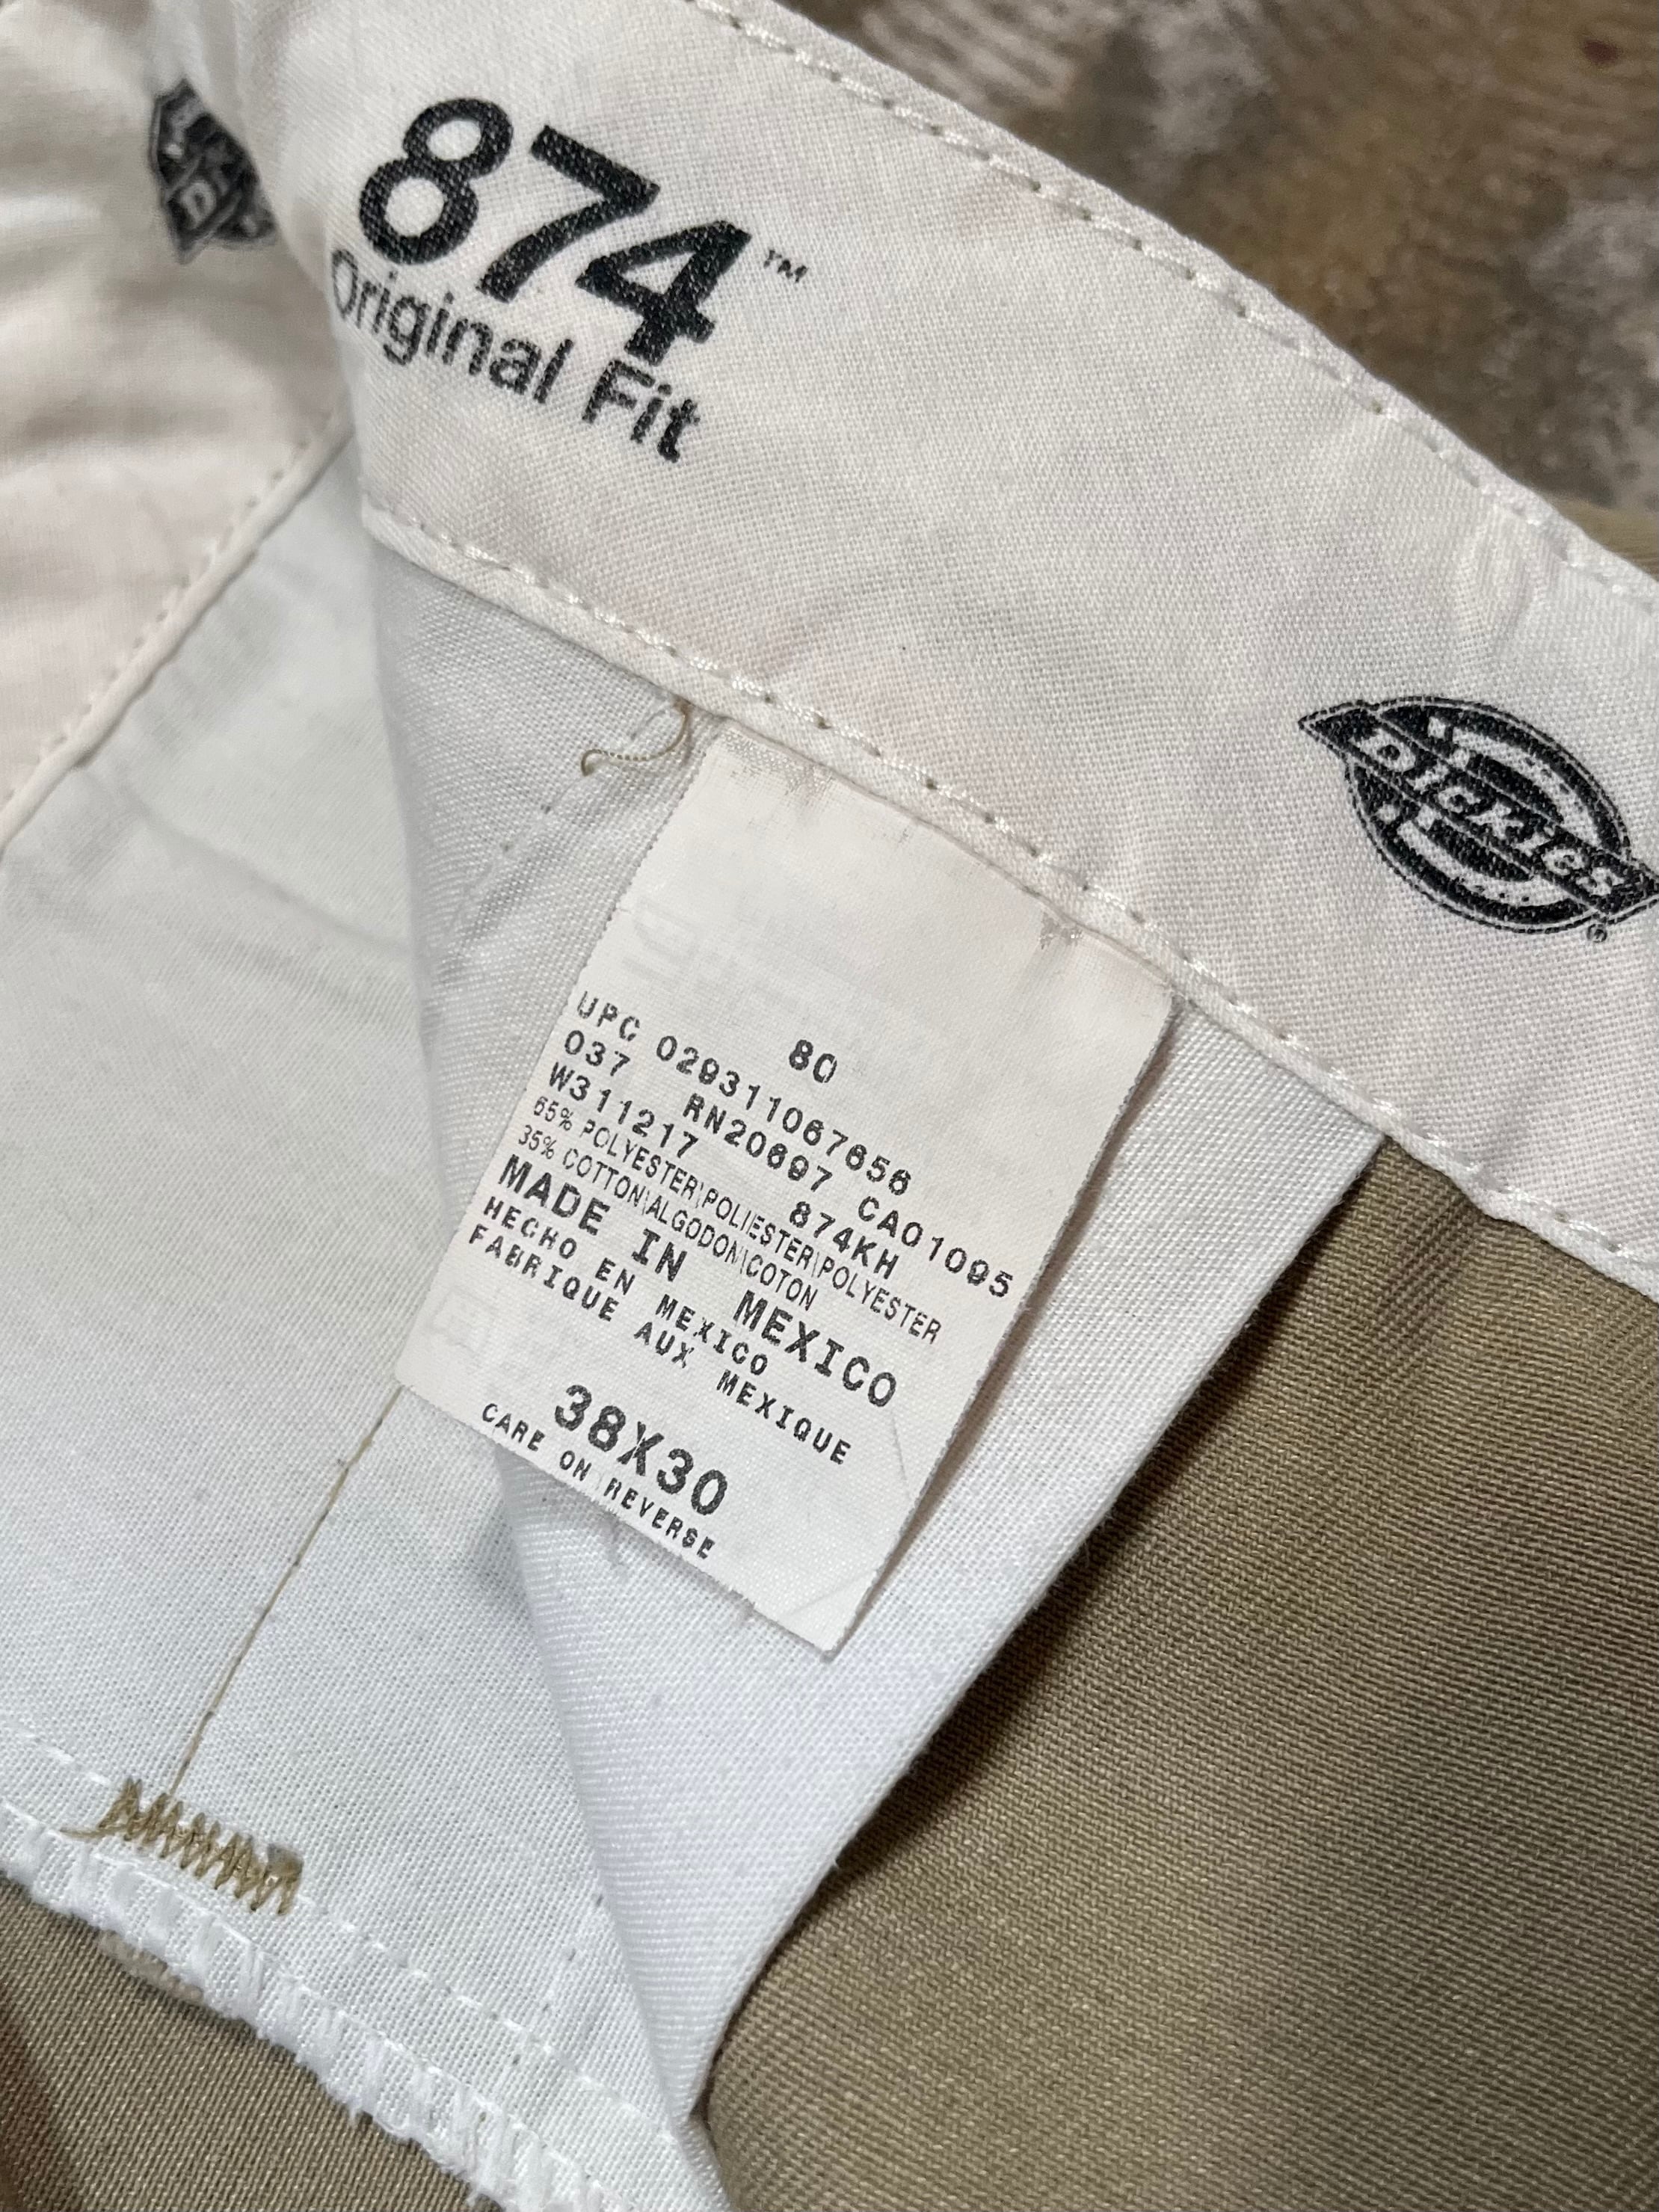 874™
Original Fit
DICKIES®
80
UPC 029311067656
037 RN20697 CA01095
W311217 874KH
65% POLYESTER\POLIESTER\POLYESTER
35% COTTON\ALGODON\COTON
MADE IN MEXICO
HECHO EN MEXICO
FABRIQUE AUX MEXIQUE
38X30
CARE ON REVERSE